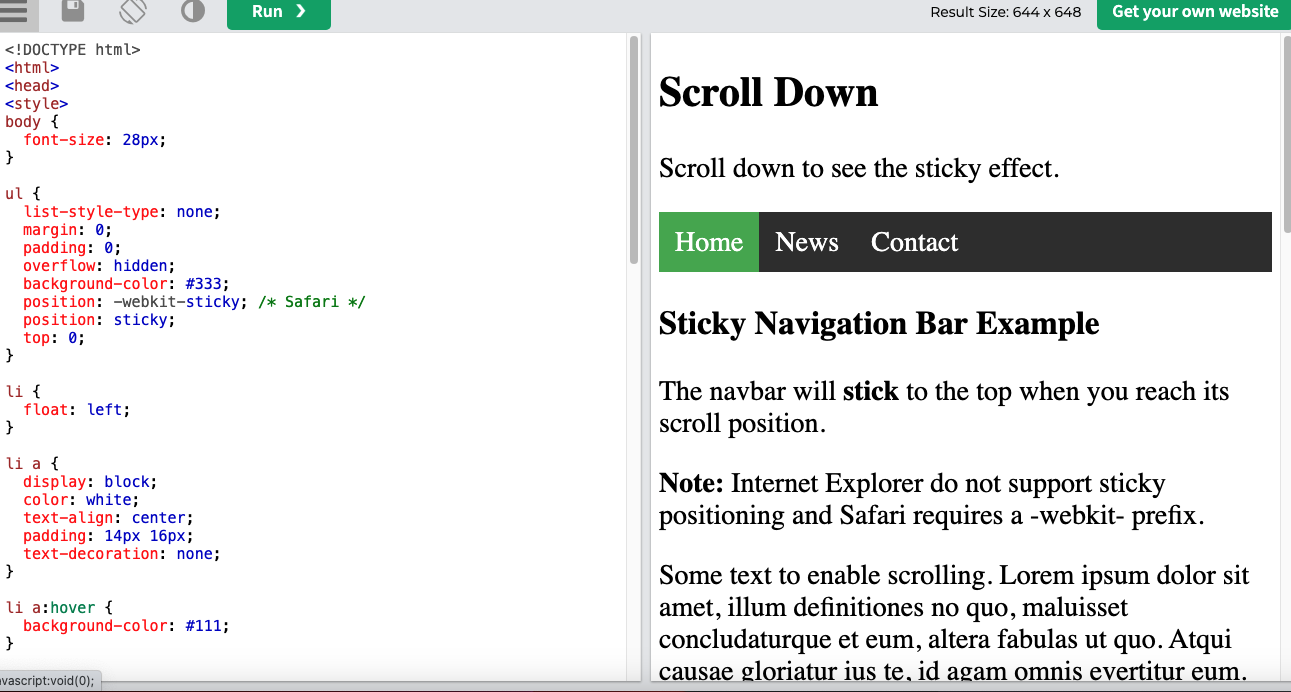 Run ❯
Result Size: 644 x 648
Get your own website
<!DOCTYPE html>
<html>
<head>
<style>
body {
  font-size: 28px;
}

ul {
  list-style-type: none;
  margin: 0;
  padding: 0;
  overflow: hidden;
  background-color: #333;
  position: -webkit-sticky; /* Safari */
  position: sticky;
  top: 0;
}

li {
  float: left;
}

li a {
  display: block;
  color: white;
  text-align: center;
  padding: 14px 16px;
  text-decoration: none;
}

li a:hover {
  background-color: #111;
}
vascript:void(0);
Scroll Down
Scroll down to see the sticky effect.
Home News Contact
Sticky Navigation Bar Example
The navbar will stick to the top when you reach its
scroll position.
Note: Internet Explorer do not support sticky
positioning and Safari requires a -webkit- prefix.
Some text to enable scrolling. Lorem ipsum dolor sit
amet, illum definitiones no quo, maluisset
concludaturque et eum, altera fabulas ut quo. Atqui
causae gloriatur ius te, id agam omnis evertitur eum.